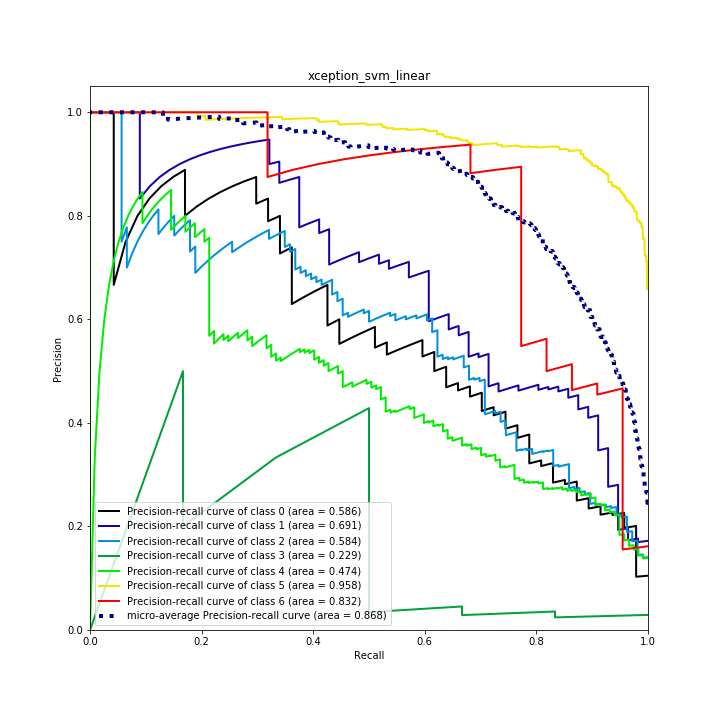 xception_svm_linear
Precision
1.0
0.8
0.6
0.4
0.2
0.0
Precision-recall curve of class 0 (area = 0.586)
Precision-recall curve of class 1 (area = 0.691)
Precision-recall curve of class 2 (area = 0.584)
Precision-recall curve of class 3 (area = 0.229)
Precision-recall curve of class 4 (area = 0.474)
Precision-recall curve of class 5 (area = 0.958)
Precision-recall curve of class 6 (area = 0.832)
micro-average Precision-recall curve (area = 0.868)
0.0 0.2 0.4 0.6 0.8 1.0
Recall